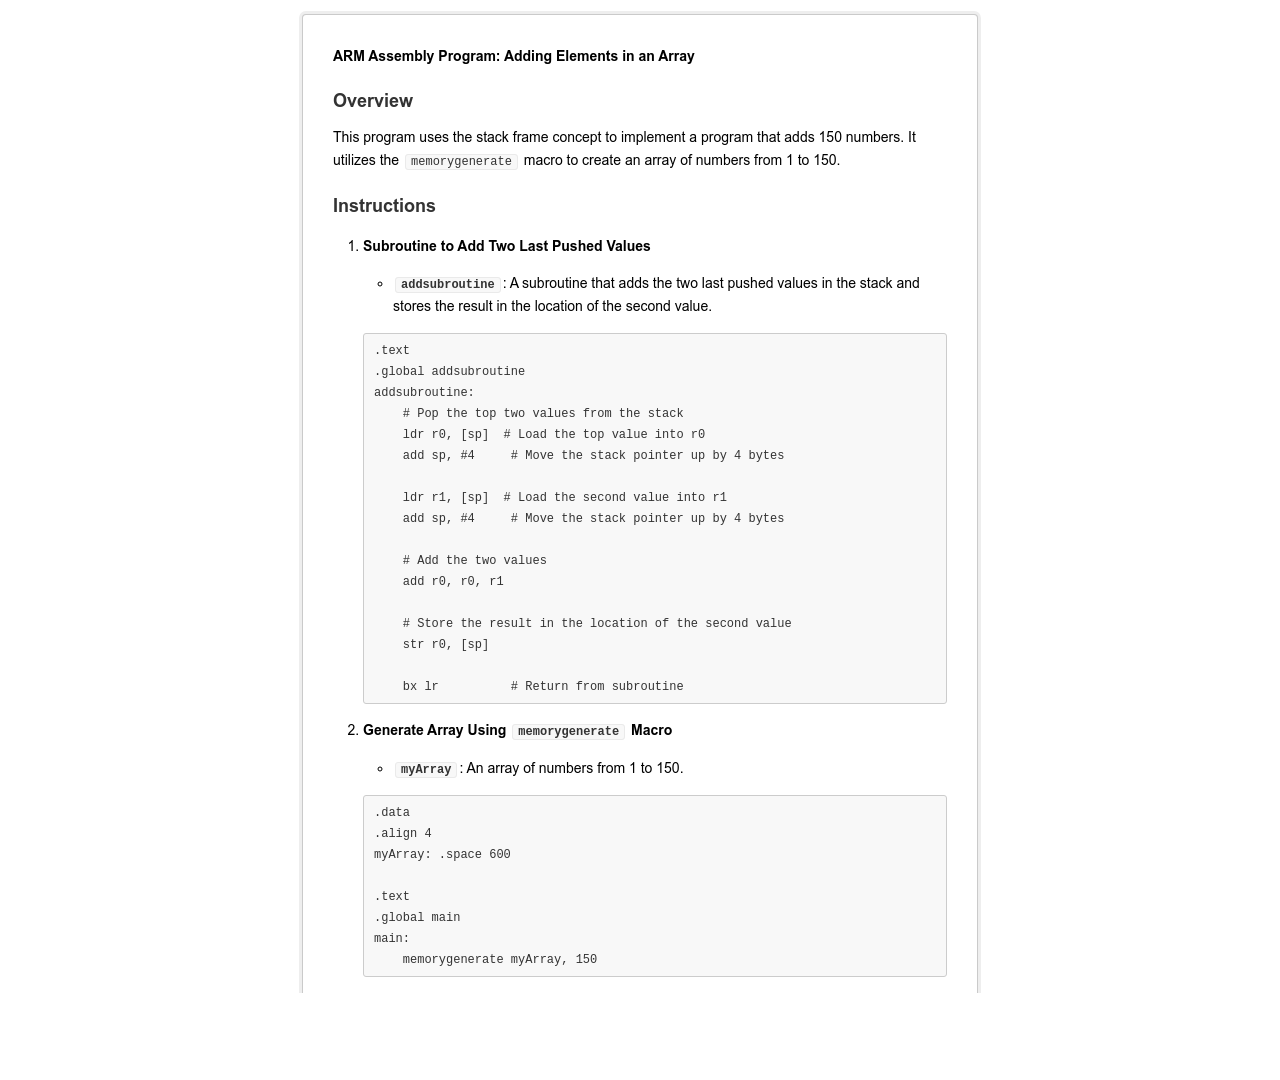 ARM Assembly Program: Adding Elements in an Array
Overview
This program uses the stack frame concept to implement a program that adds 150 numbers. It
utilizes the memorygenerate macro to create an array of numbers from 1 to 150.
Instructions
1. Subroutine to Add Two Last Pushed Values
◦ addsubroutine : A subroutine that adds the two last pushed values in the stack and
stores the result in the location of the second value.
.text
.global addsubroutine
addsubroutine:
    # Pop the top two values from the stack
    ldr r0, [sp]  # Load the top value into r0
    add sp, #4     # Move the stack pointer up by 4 bytes

    ldr r1, [sp]  # Load the second value into r1
    add sp, #4     # Move the stack pointer up by 4 bytes

    # Add the two values
    add r0, r0, r1

    # Store the result in the location of the second value
    str r0, [sp]

    bx lr          # Return from subroutine
2. Generate Array Using memorygenerate Macro
◦ myArray : An array of numbers from 1 to 150.
.data
.align 4
myArray: .space 600

.text
.global main
main:
    memorygenerate myArray, 150